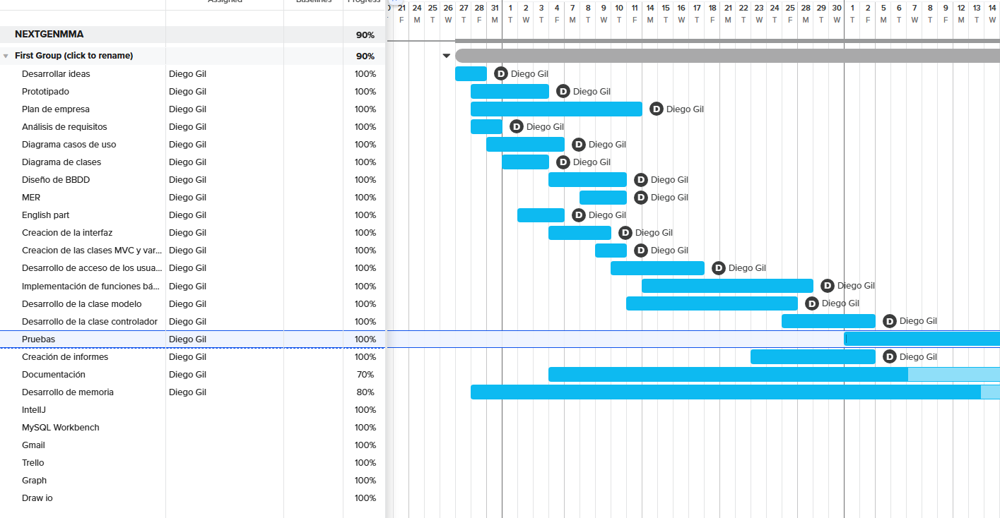 Assigned Baselines Progress
21 24 25 26 27 28 31 1 2 3 4 7 8 9 10 11 14 15 16 17 18 21 22 23 24 25 28 29 30 1 2 5 6 7 8 9 12 13 14
F M T W T F M T W T F M T W T F M T W T F M T W T F M T W T F M T W T F M T W
NEXTGENMMA 90%
First Group (click to rename) 90%
Desarrollar ideas Diego Gil 100% D Diego Gil
Prototipado Diego Gil 100% D Diego Gil
Plan de empresa Diego Gil 100% D Diego Gil
Análisis de requisitos Diego Gil 100% D Diego Gil
Diagrama casos de uso Diego Gil 100% D Diego Gil
Diagrama de clases Diego Gil 100% D Diego Gil
Diseño de BBDD Diego Gil 100% D Diego Gil
MER Diego Gil 100% D Diego Gil
English part Diego Gil 100% D Diego Gil
Creacion de la interfaz Diego Gil 100% D Diego Gil
Creacion de las clases MVC y var... Diego Gil 100% D Diego Gil
Desarrollo de acceso de los usua... Diego Gil 100% D Diego Gil
Implementación de funciones bá... Diego Gil 100% D Diego Gil
Desarrollo de la clase modelo Diego Gil 100% D Diego Gil
Desarrollo de la clase controlador Diego Gil 100% D Diego Gil
Pruebas Diego Gil 100%
Creación de informes Diego Gil 100% D Diego Gil
Documentación Diego Gil 70%
Desarrollo de memoria Diego Gil 80%
IntellJ 100%
MySQL Workbench 100%
Gmail 100%
Trello 100%
Graph 100%
Draw io 100%